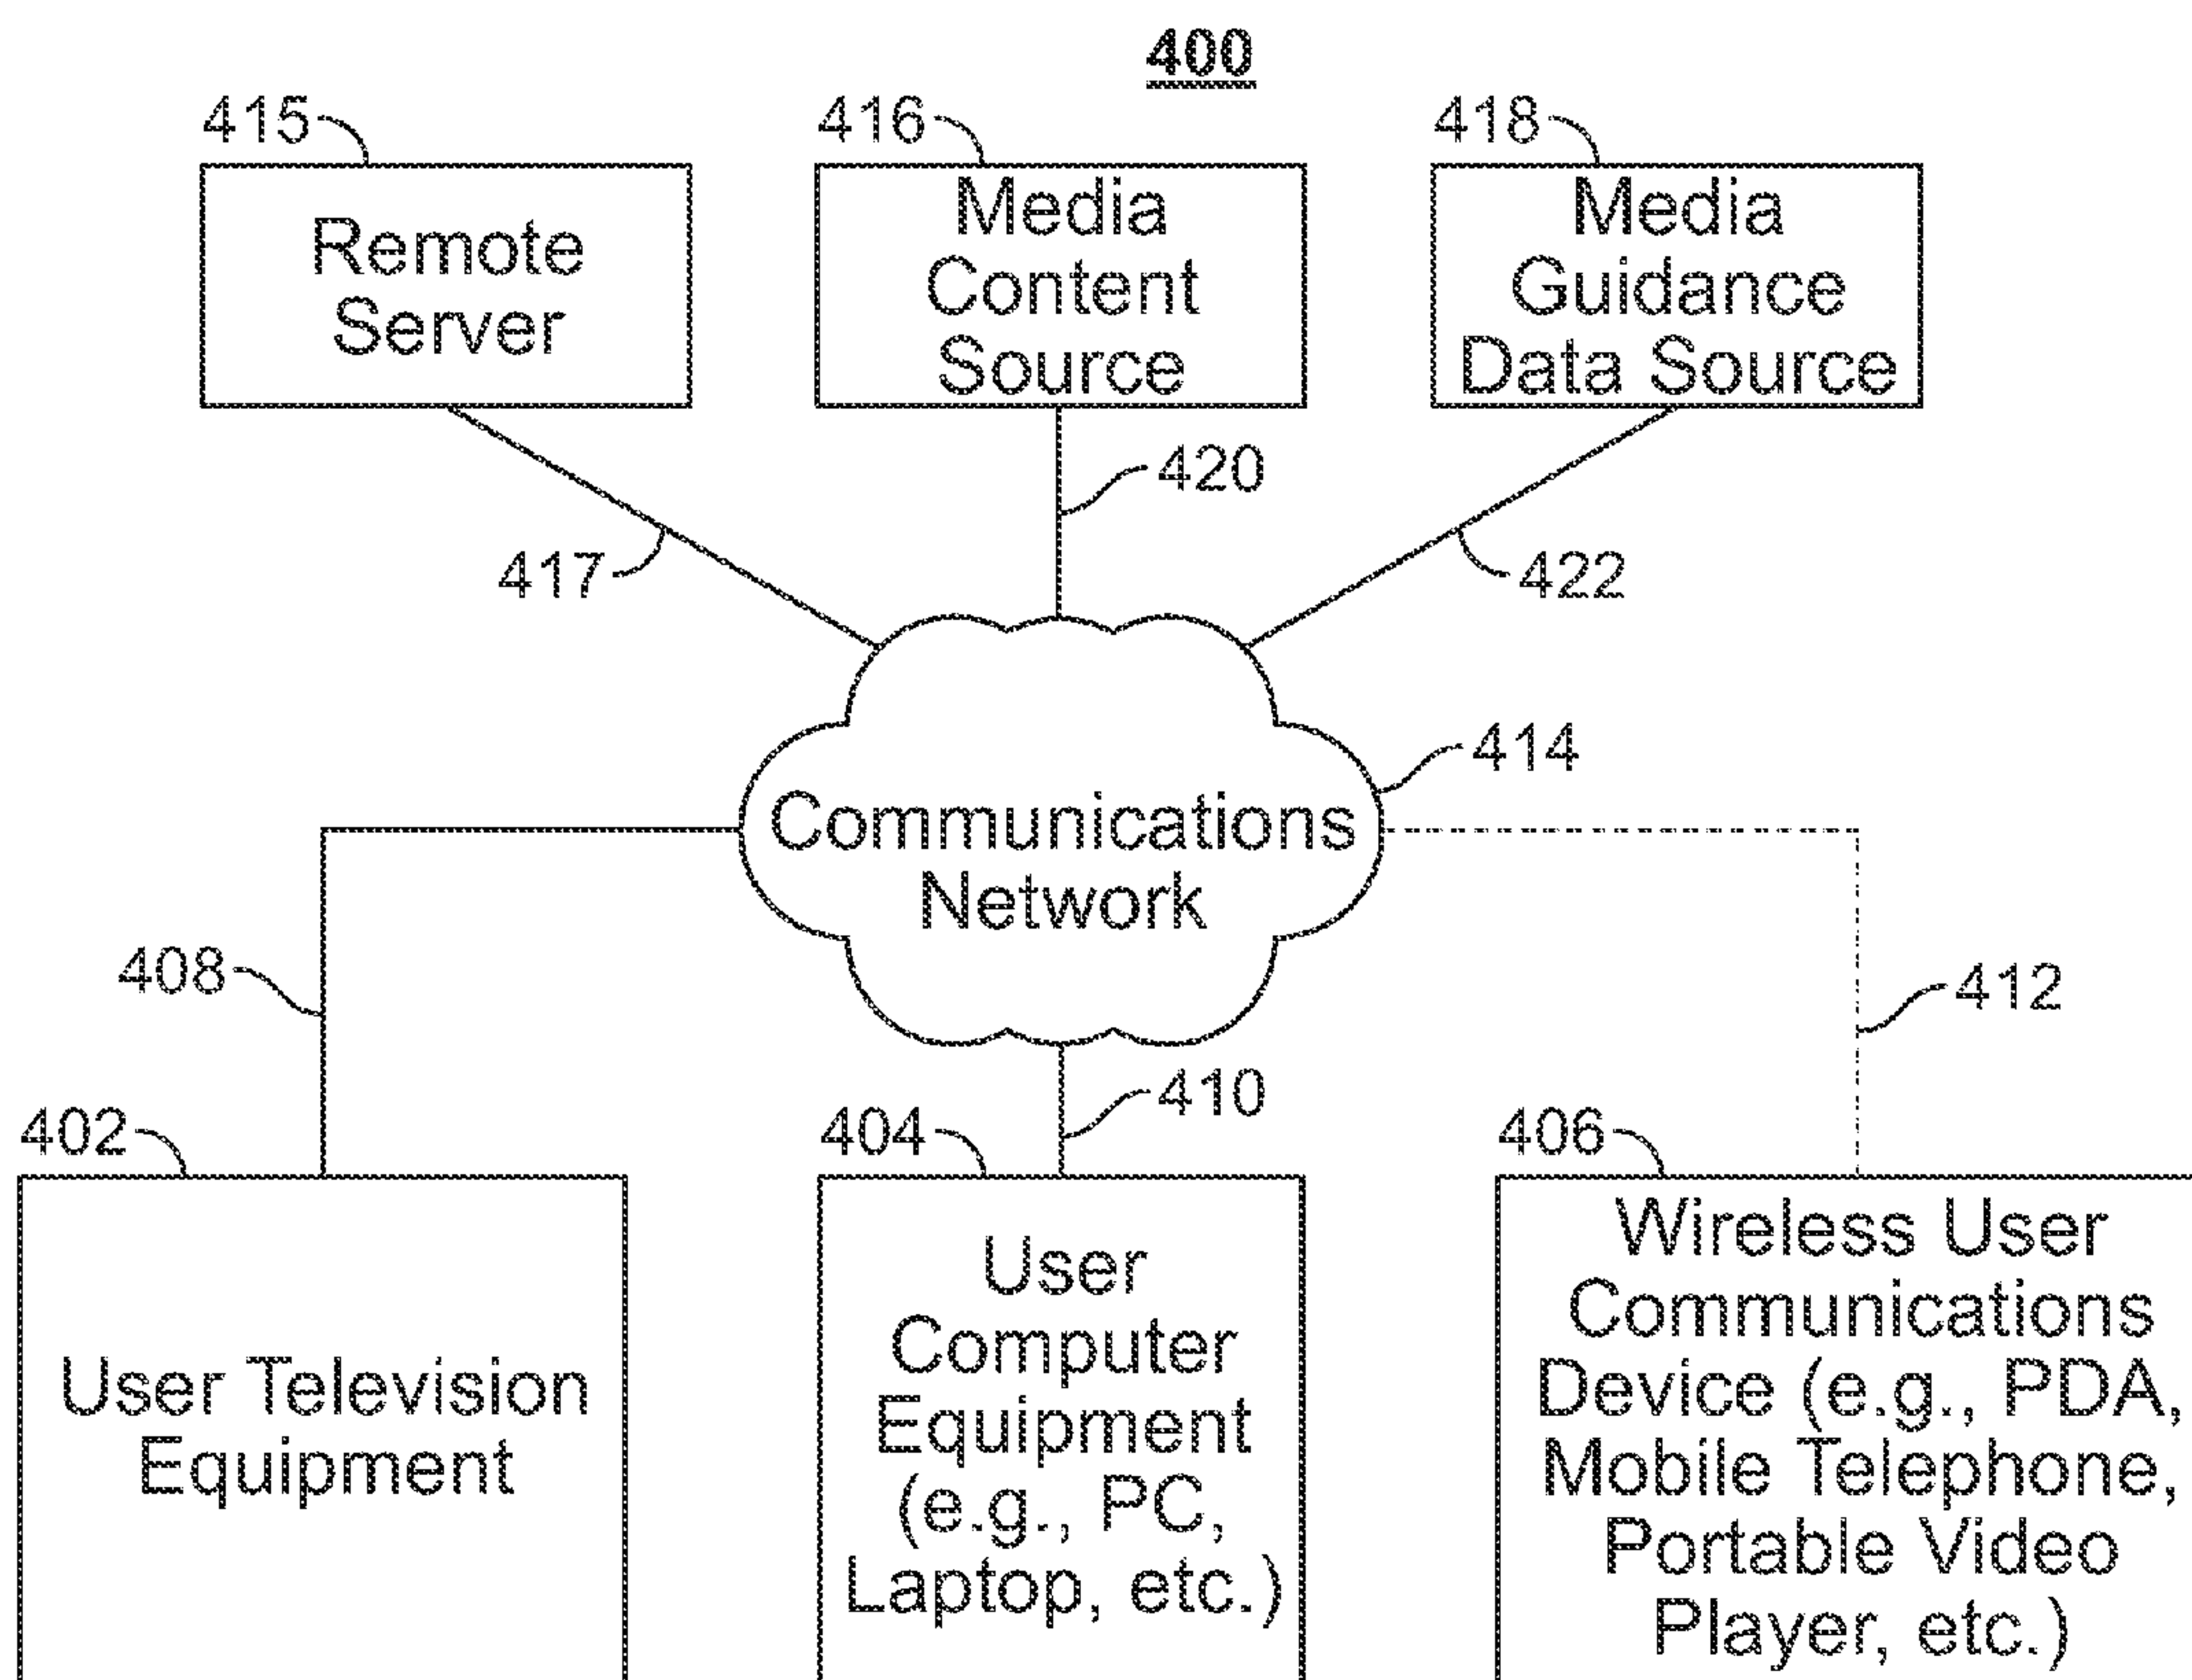 400
415
416
418
Remote
Server
Media
Content
Source
Media
Guidance
Data Source
420
417
422
414
Communications
Network
408
412
410
402
404
406
User Television
Equipment
User
Computer
Equipment
(e.g., PC,
Laptop, etc.)
Wireless User
Communications
Device (e.g., PDA,
Mobile Telephone,
Portable Video
Player, etc.)